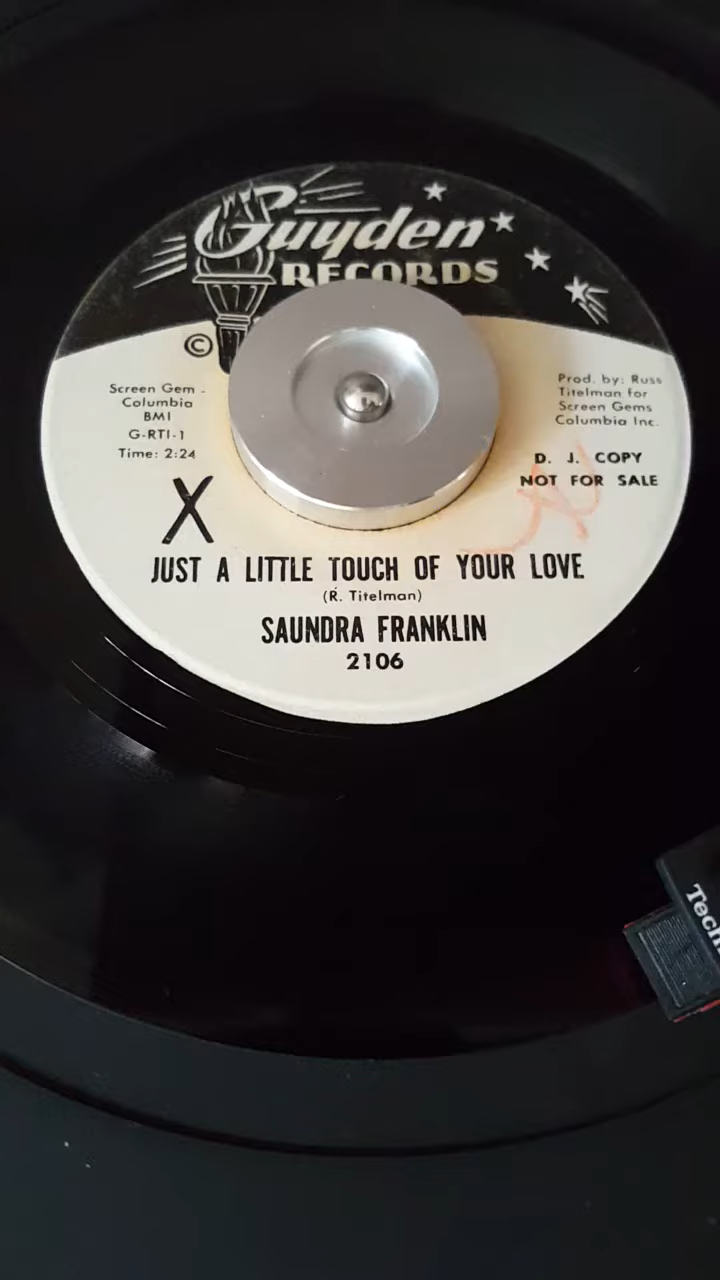 Guyden
RECORDS
©
Screen Gem -
Columbia
BMI
G-RTI-1
Time: 2:24
Prod. by: Russ
Titelman for
Screen Gems
Columbia Inc.
D. J. COPY
NOT FOR SALE
X
JUST A LITTLE TOUCH OF YOUR LOVE
(R. Titelman)
SAUNDRA FRANKLIN
2106